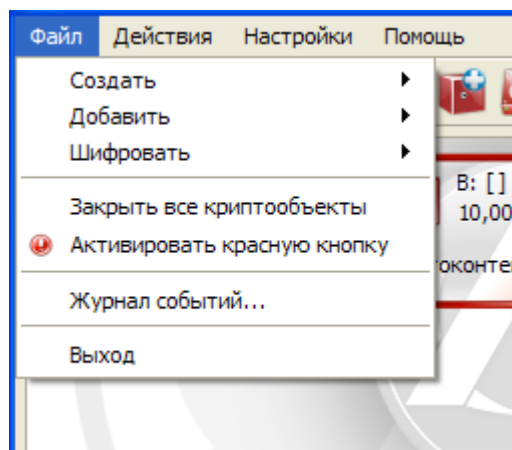 Файл Действия Настройки Помощь
Создать
Добавить
Шифровать
В: []
10,00
Закрыть все криптообъекты
Активировать красную кнопку
оконте
Журнал событий...
Выход